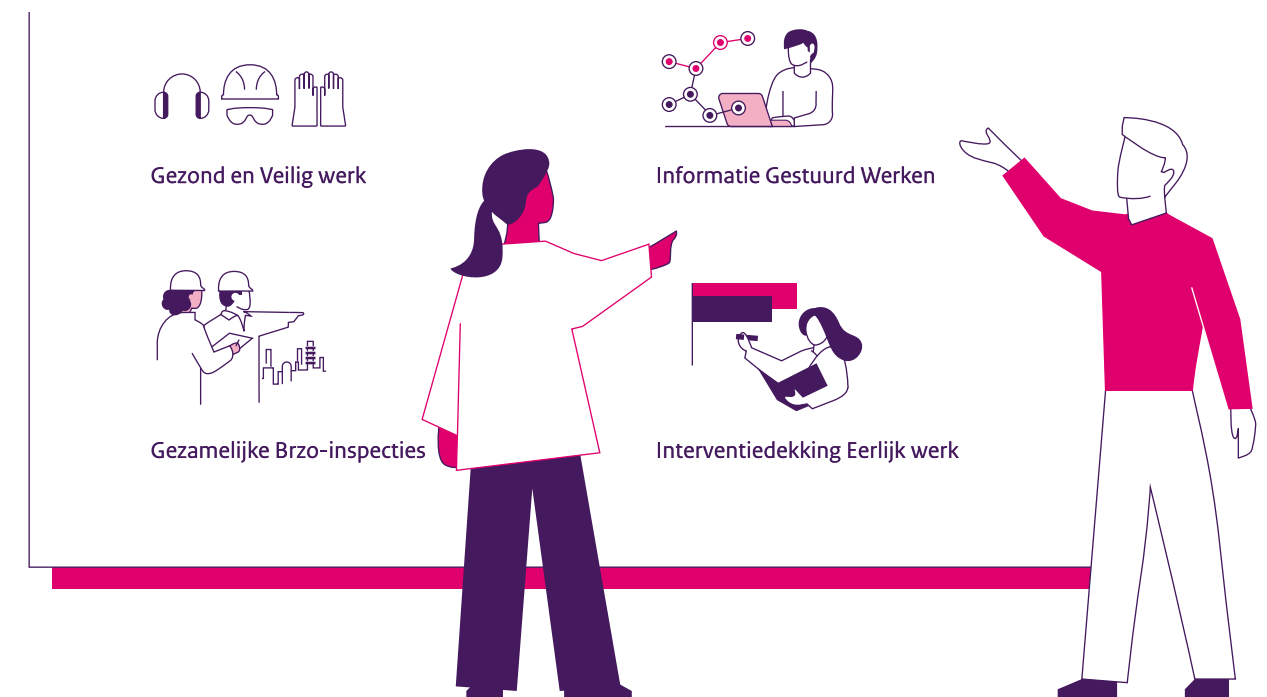 Gezond en Veilig werk
Informatie Gestuurd Werken
Gezamelijke Brzo-inspecties
Interventiedekking Eerlijk werk